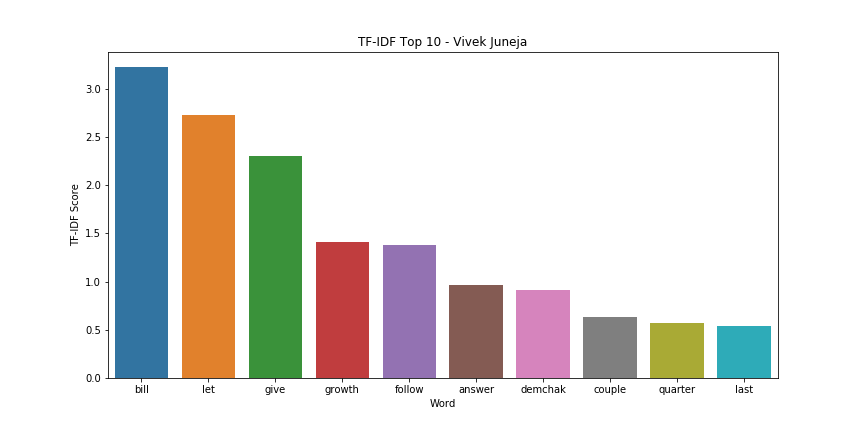 TF-IDF Top 10 - Vivek Juneja
TF-IDF Score
3.0
2.5
2.0
1.5
1.0
0.5
0.0
bill let give growth follow answer demchak couple quarter last
Word